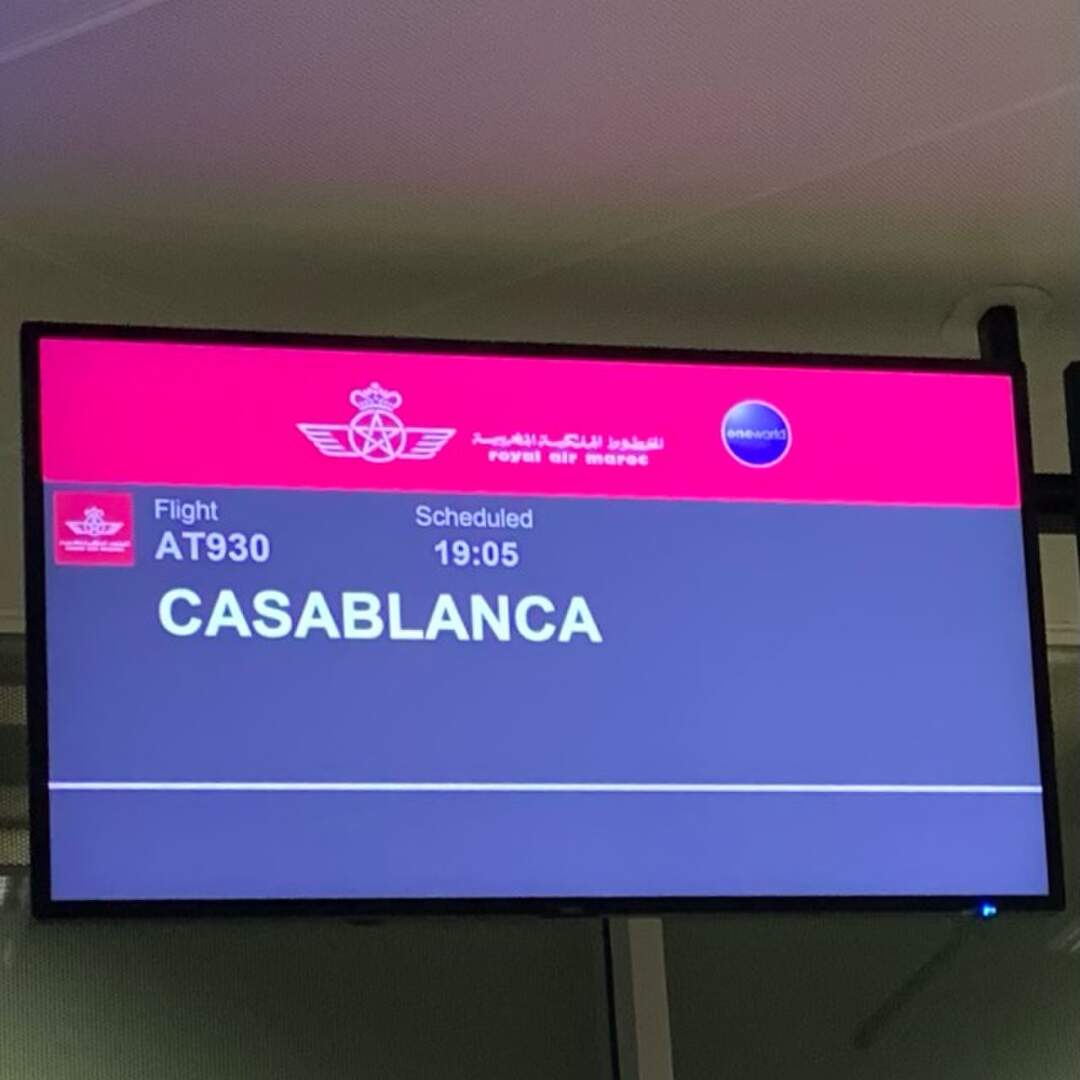 الخطوط الملكية المغربية
royal air maroc
oneworld
Flight
Scheduled
AT930
19:05
CASABLANCA